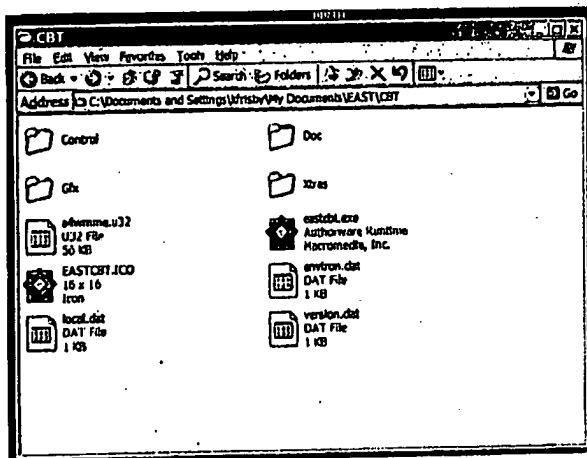 CBT
File Edit View Favorites Tools Help
Back Search Folders
Address C:\Documents and Settings\kfrisby\My Documents\EAST\CBT Go
Control
Doc
Gfx
Xtras
a4wmme.u32
U32 File
56 KB
eastcbt.exe
Authorware Runtime
Macromedia, Inc.
EASTCBT.ICO
16 x 16
Icon
environ.dat
DAT File
1 KB
local.dat
DAT File
1 KB
version.dat
DAT File
1 KB